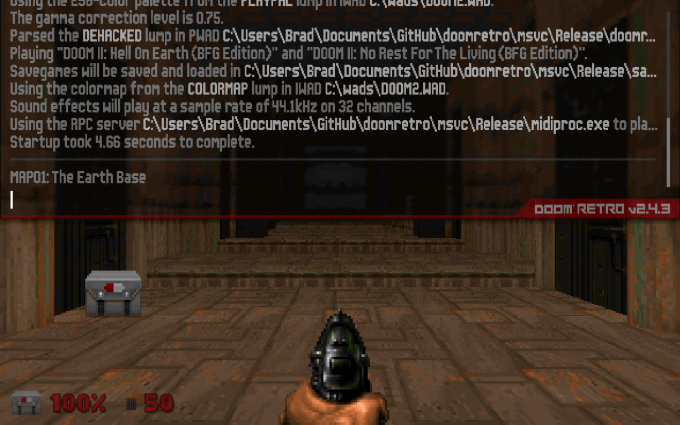 Using the 256-color palette from the PLAYPAL lump in IWAD C:\wads\DOOM2.WAD.
The gamma correction level is 0.75.
Parsed the DEHACKED lump in PWAD C:\Users\Brad\Documents\GitHub\doomretro\msvc\Release\doomr...
Playing "DOOM II: Hell On Earth (BFG Edition)" and "DOOM II: No Rest For The Living (BFG Edition)".
Savegames will be saved and loaded in C:\Users\Brad\Documents\GitHub\doomretro\msvc\Release\sa...
Using the colormap from the COLORMAP lump in IWAD C:\wads\DOOM2.WAD.
Sound effects will play at a sample rate of 44.1kHz on 32 channels.
Using the RPC server C:\Users\Brad\Documents\GitHub\doomretro\msvc\Release\midiproc.exe to pla...
Startup took 4.66 seconds to complete.
MAP01: The Earth Base
DOOM RETRO v2.4.3
100% 50